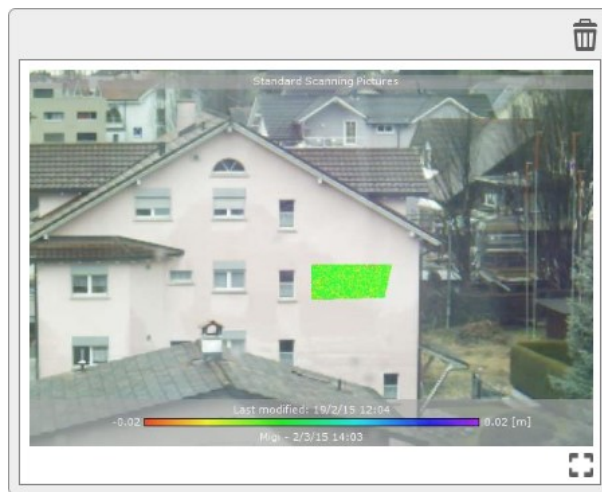 Standard Scanning Pictures
Last modified: 19/2/15 12:04
-0.02 0.02 [m]
Migi - 2/3/15 14:03